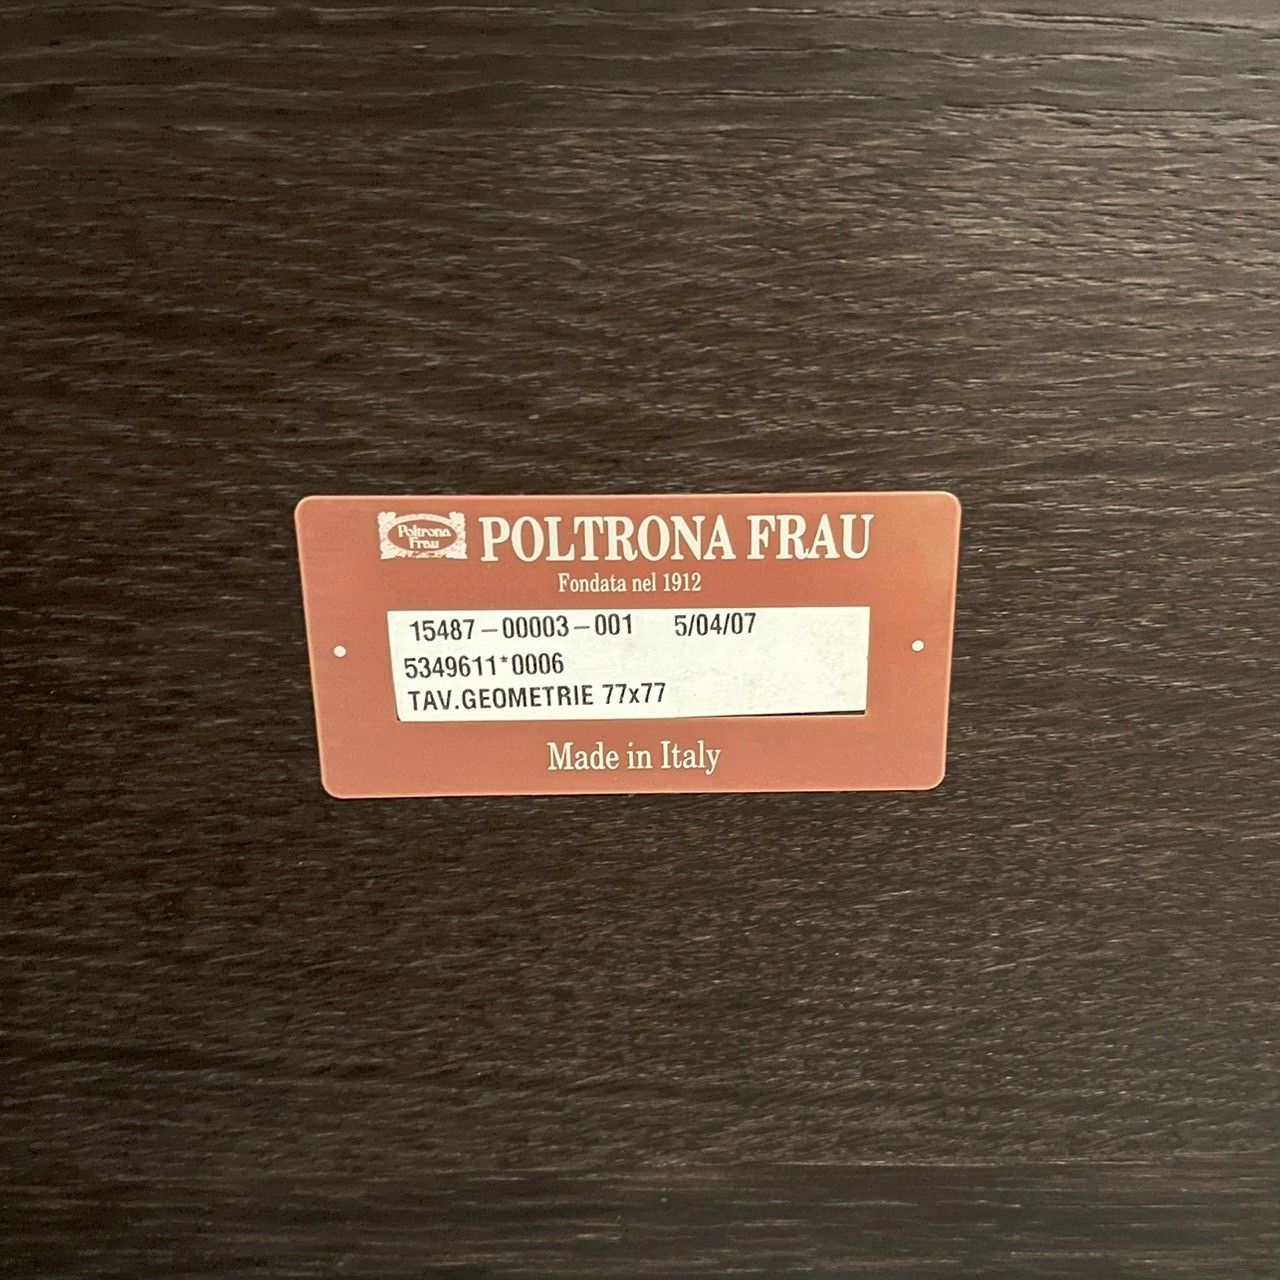 Poltrona
Frau
POLTRONA FRAU
Fondata nel 1912
15487-00003-001 5/04/07
5349611*0006
TAV.GEOMETRIE 77x77
Made in Italy